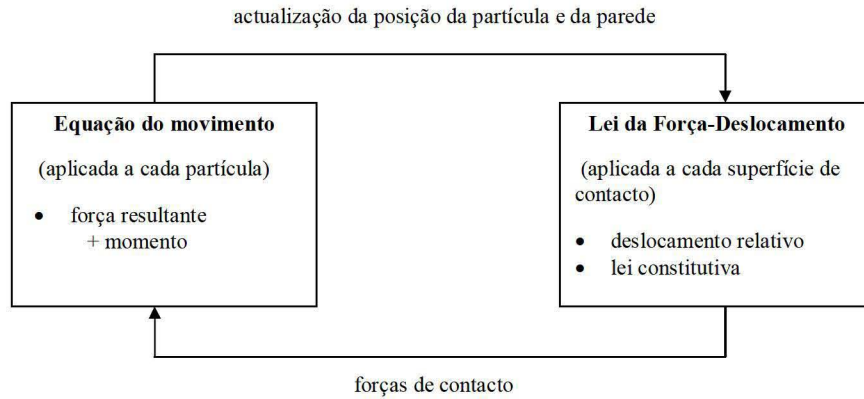 actualização da posição da partícula e da parede
Equação do movimento
(aplicada a cada partícula)
• força resultante
+ momento
Lei da Força-Deslocamento
(aplicada a cada superfície de
contacto)
• deslocamento relativo
• lei constitutiva
forças de contacto